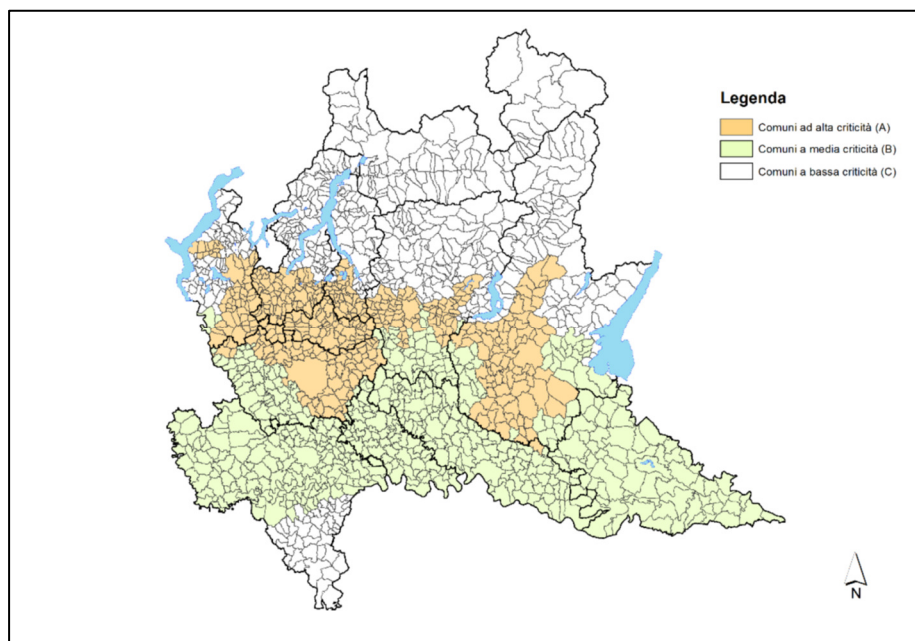 Legenda
Comuni ad alta criticità (A)
Comuni a media criticità (B)
Comuni a bassa criticità (C)
N